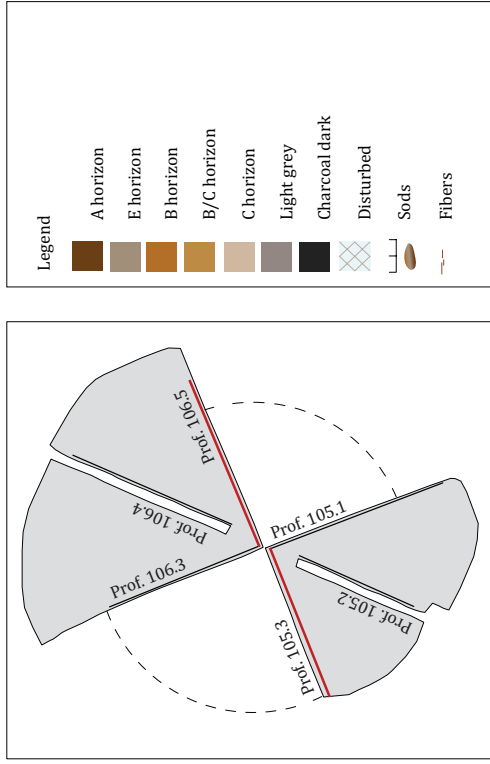 Legend
A horizon
E horizon
B horizon
B/C horizon
C horizon
Light grey
Charcoal dark
Disturbed
Sods
Fibers
Prof. 106.5
Prof. 106.4
Prof. 106.3
Prof. 105.1
Prof. 105.2
Prof. 105.3